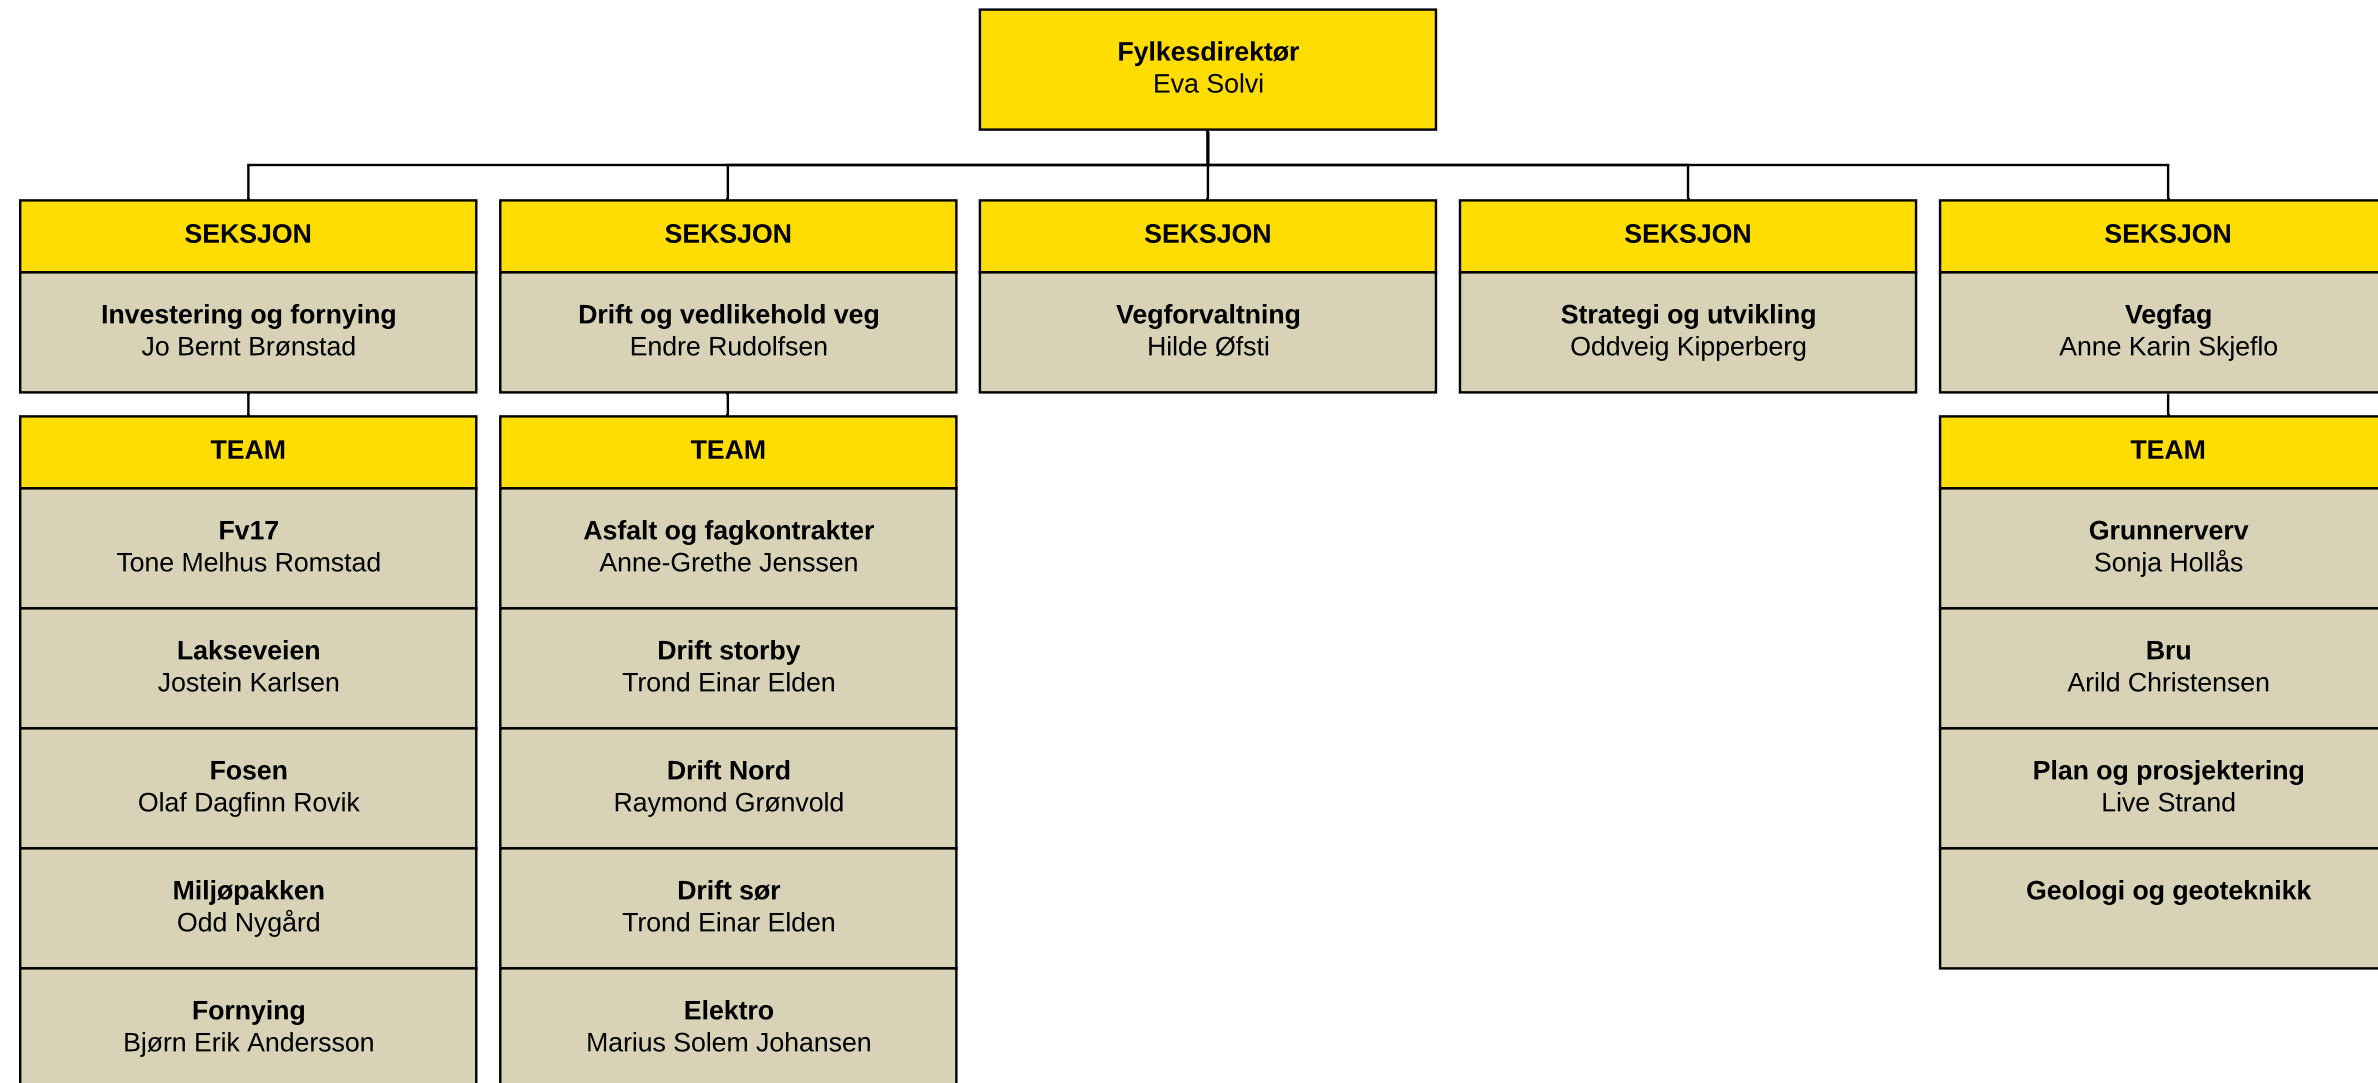 Fylkesdirektør
Eva Solvi
SEKSJON
Investering og fornying
Jo Bernt Brønstad
TEAM
Fv17
Tone Melhus Romstad
Lakseveien
Jostein Karlsen
Fosen
Olaf Dagfinn Rovik
Miljøpakken
Odd Nygård
Fornying
Bjørn Erik Andersson
SEKSJON
Drift og vedlikehold veg
Endre Rudolfsen
TEAM
Asfalt og fagkontrakter
Anne-Grethe Jenssen
Drift storby
Trond Einar Elden
Drift Nord
Raymond Grønvold
Drift sør
Trond Einar Elden
Elektro
Marius Solem Johansen
SEKSJON
Vegforvaltning
Hilde Øfsti
SEKSJON
Strategi og utvikling
Oddveig Kipperberg
SEKSJON
Vegfag
Anne Karin Skjeflo
TEAM
Grunnerverv
Sonja Hollås
Bru
Arild Christensen
Plan og prosjektering
Live Strand
Geologi og geoteknikk